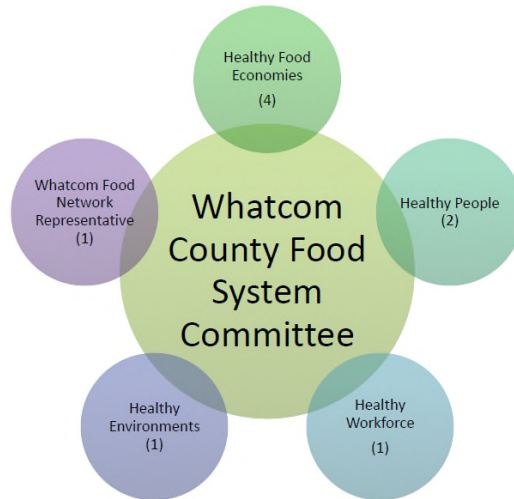 Healthy Food
Economies
(4)
Whatcom Food
Network
Representative
(1)
Whatcom
County Food
System
Committee
Healthy People
(2)
Healthy
Environments
(1)
Healthy
Workforce
(1)